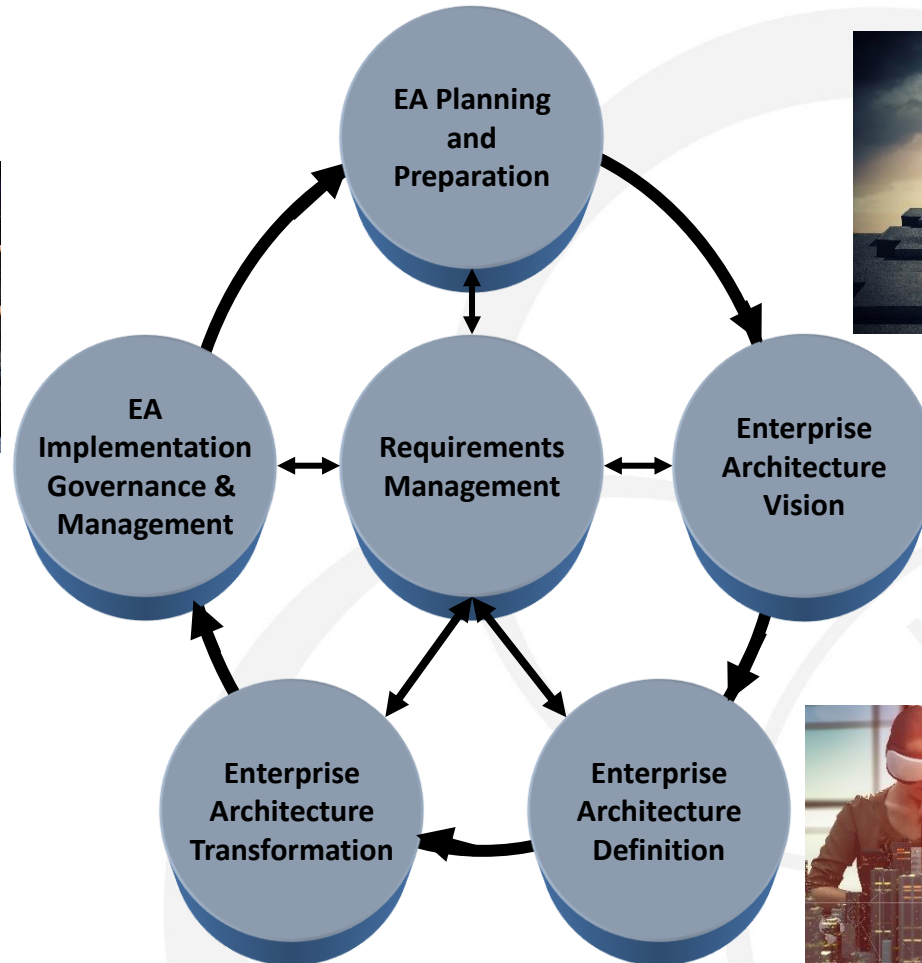 EA Planning
and
Preparation
EA
Implementation
Governance &
Management
Requirements
Management
Enterprise
Architecture
Vision
Enterprise
Architecture
Transformation
Enterprise
Architecture
Definition